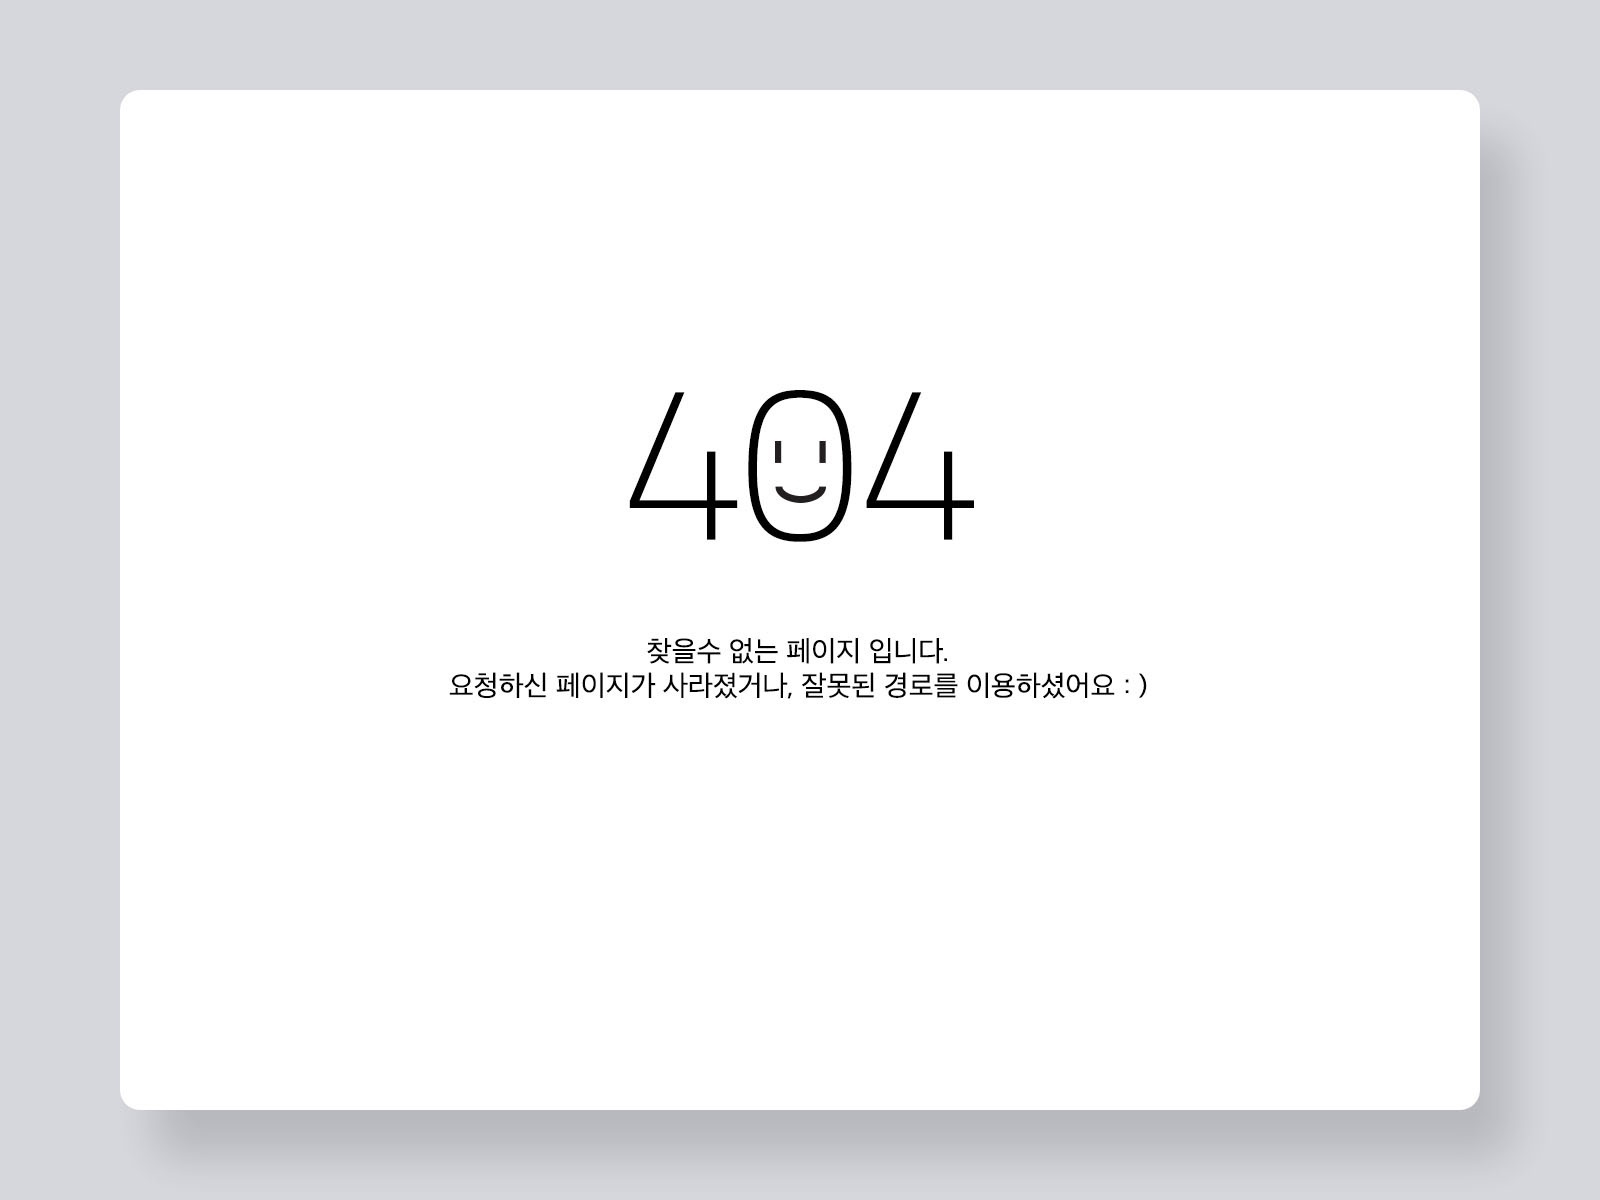 404
찾을수 없는 페이지 입니다.
요청하신 페이지가 사라졌거나, 잘못된 경로를 이용하셨어요 : )